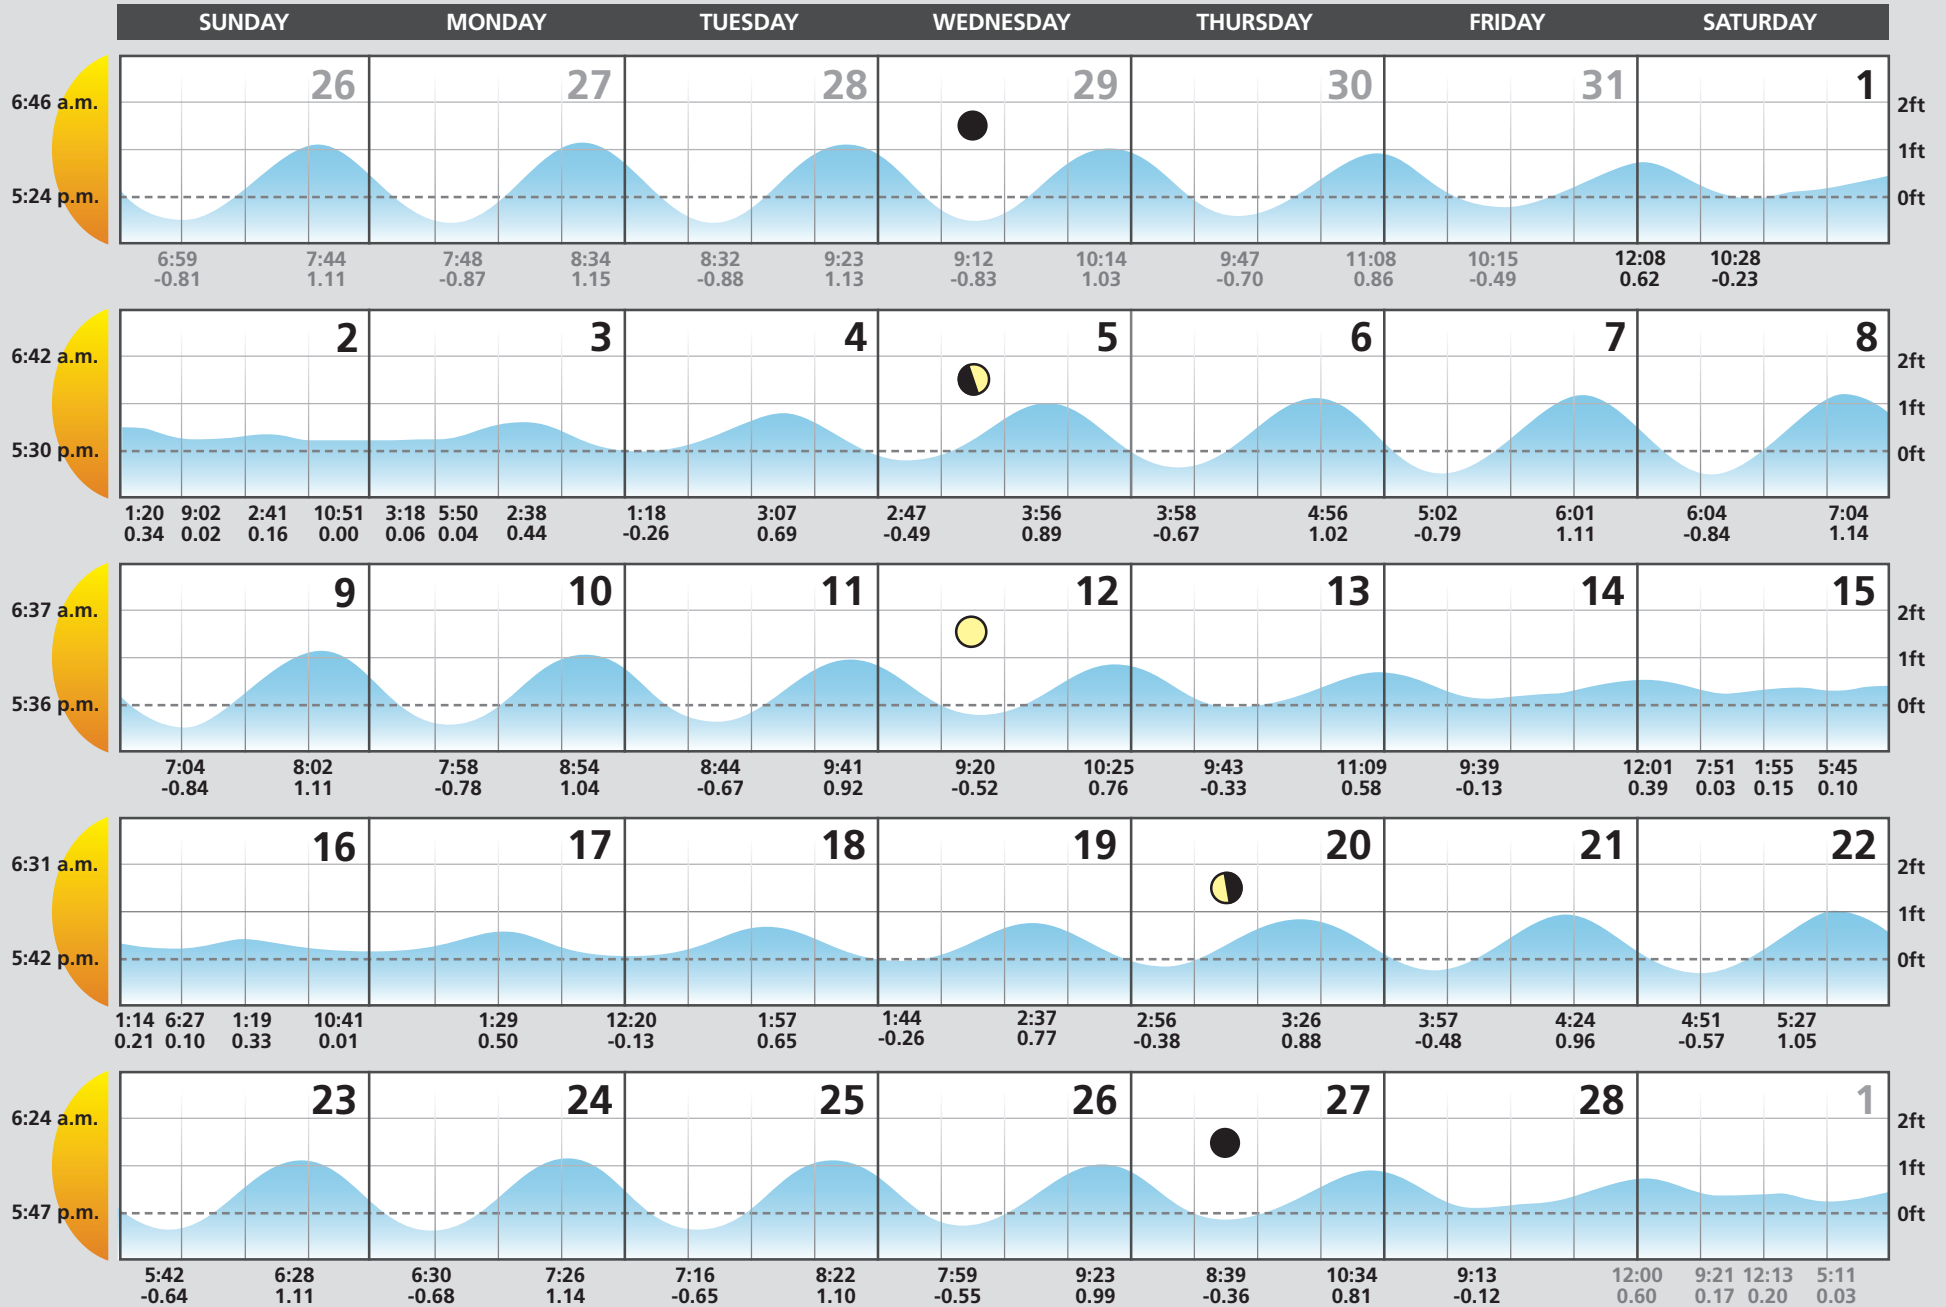 SUNDAY MONDAY TUESDAY WEDNESDAY THURSDAY FRIDAY SATURDAY
26 27 28 29 30 31 1
6:46 a.m. 2ft
1ft
5:24 p.m. 0ft
6:59 7:44 7:48 8:34 8:32 9:23 9:12 10:14 9:47 11:08 10:15 12:08 10:28
-0.81 1.11 -0.87 1.15 -0.88 1.13 -0.83 1.03 -0.70 0.86 -0.49 0.62 -0.23
2 3 4 5 6 7 8
6:42 a.m. 2ft
1ft
5:30 p.m. 0ft
1:20 9:02 2:41 10:51 3:18 5:50 2:38 1:18 3:07 2:47 3:56 3:58 4:56 5:02 6:01 6:04 7:04
0.34 0.02 0.16 0.00 0.06 0.04 0.44 -0.26 0.69 -0.49 0.89 -0.67 1.02 -0.79 1.11 -0.84 1.14
9 10 11 12 13 14 15
6:37 a.m. 2ft
1ft
5:36 p.m. 0ft
7:04 8:02 7:58 8:54 8:44 9:41 9:20 10:25 9:43 11:09 9:39 12:01 7:51 1:55 5:45
-0.84 1.11 -0.78 1.04 -0.67 0.92 -0.52 0.76 -0.33 0.58 -0.13 0.39 0.03 0.15 0.10
16 17 18 19 20 21 22
6:31 a.m. 2ft
1ft
5:42 p.m. 0ft
1:14 6:27 1:19 10:41 1:29 12:20 1:57 1:44 2:37 2:56 3:26 3:57 4:24 4:51 5:27
0.21 0.10 0.33 0.01 0.50 -0.13 0.65 -0.26 0.77 -0.38 0.88 -0.48 0.96 -0.57 1.05
23 24 25 26 27 28 1
6:24 a.m. 2ft
1ft
5:47 p.m. 0ft
5:42 6:28 6:30 7:26 7:16 8:22 7:59 9:23 8:39 10:34 9:13 12:00 9:21 12:13 5:11
-0.64 1.11 -0.68 1.14 -0.65 1.10 -0.55 0.99 -0.36 0.81 -0.12 0.60 0.17 0.20 0.03